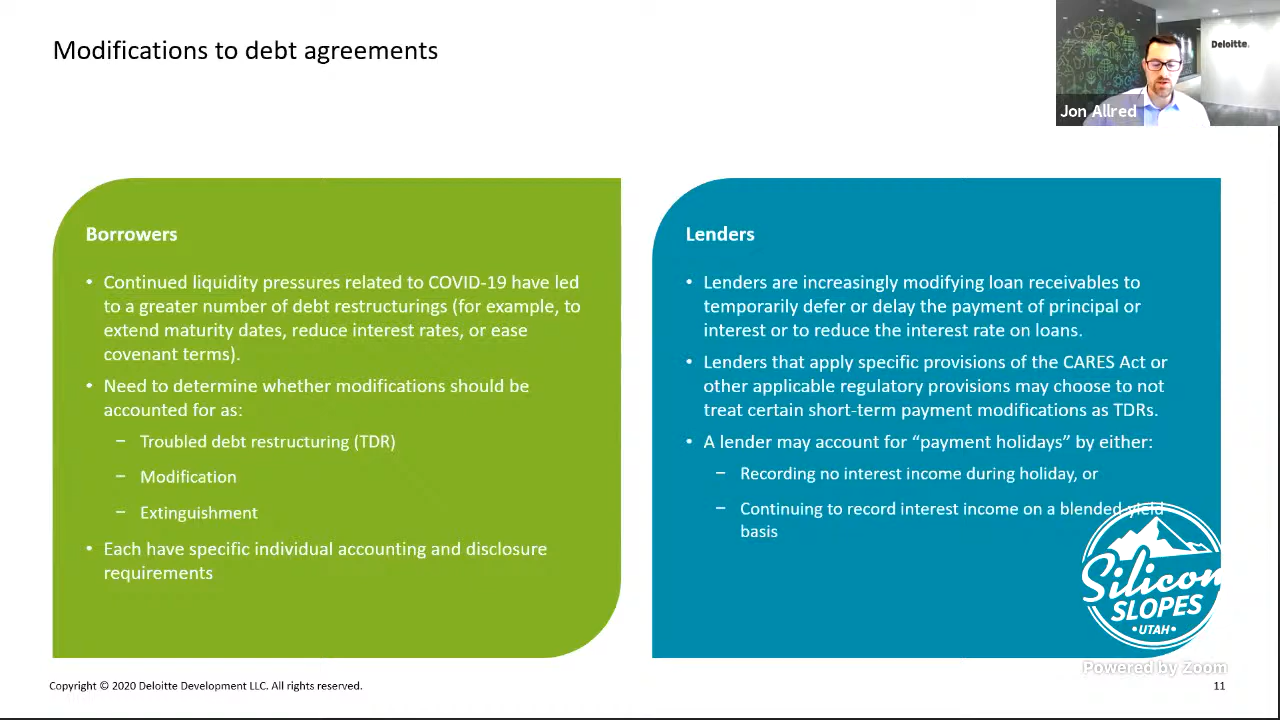 Modifications to debt agreements
Deloitte.
Jon Allred
Borrowers
• Continued liquidity pressures related to COVID-19 have led
to a greater number of debt restructurings (for example, to
extend maturity dates, reduce interest rates, or ease
covenant terms).
• Need to determine whether modifications should be
accounted for as:
– Troubled debt restructuring (TDR)
– Modification
– Extinguishment
• Each have specific individual accounting and disclosure
requirements
Lenders
• Lenders are increasingly modifying loan receivables to
temporarily defer or delay the payment of principal or
interest or to reduce the interest rate on loans.
• Lenders that apply specific provisions of the CARES Act or
other applicable regulatory provisions may choose to not
treat certain short-term payment modifications as TDRs.
• A lender may account for “payment holidays” by either:
– Recording no interest income during holiday, or
– Continuing to record interest income on a blended yield
basis
Silicon
SLOPES
•UTAH•
Powered by Zoom
Copyright © 2020 Deloitte Development LLC. All rights reserved.
11